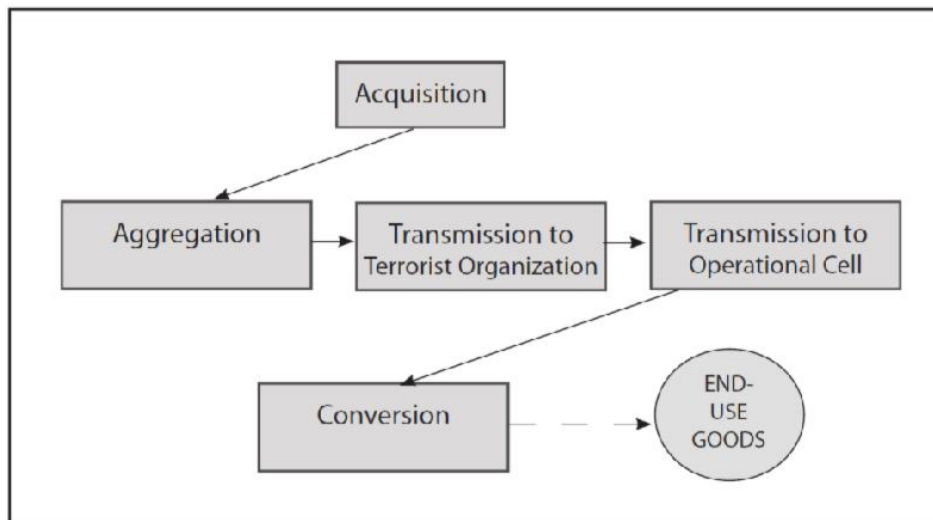 Acquisition
Aggregation
Transmission to
Terrorist Organization
Transmission to
Operational Cell
Conversion
END-
USE
GOODS